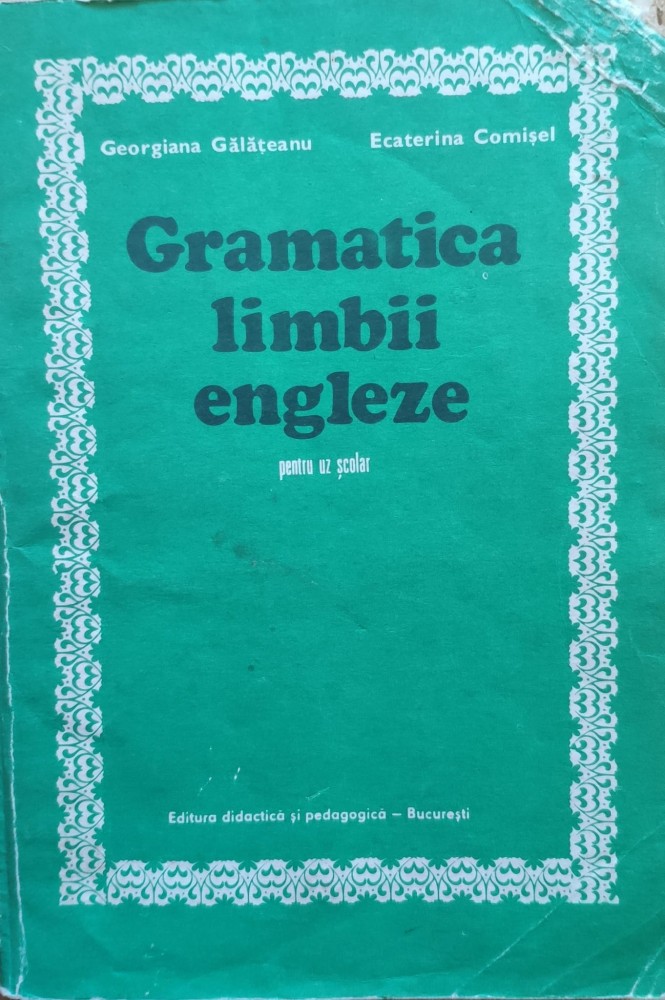 Georgiana Gălățeanu Ecaterina Comișel
Gramatica
limbii
engleze
pentru uz școlar
Editura didactică și pedagogică – București